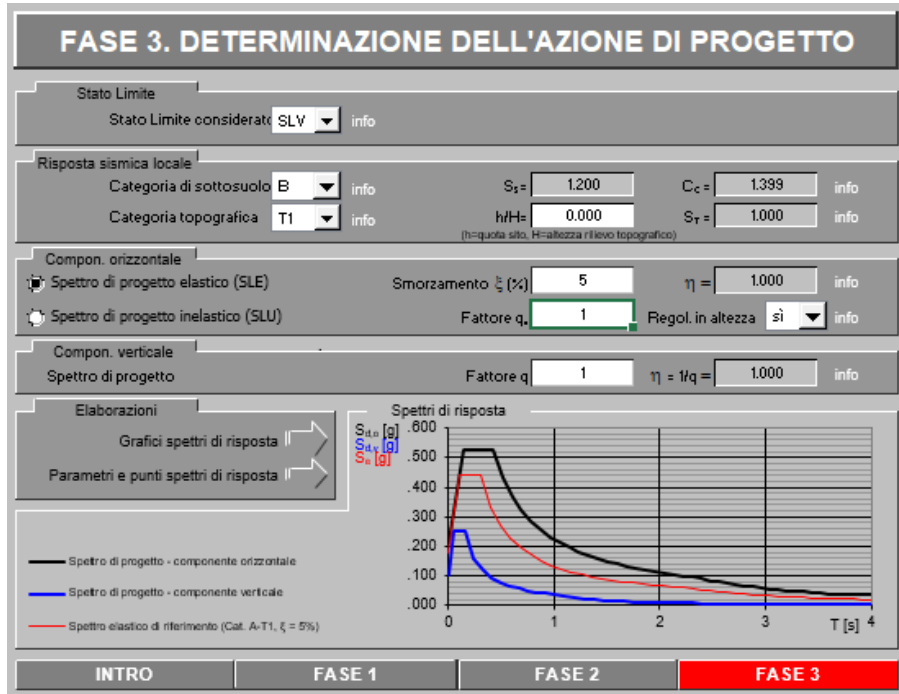 FASE 3. DETERMINAZIONE DELL'AZIONE DI PROGETTO
Stato Limite
Stato Limite considerato SLV info
Risposta sismica locale
Categoria di sottosuolo B info Ss= 1.200 Cc= 1.399 info
Categoria topografica T1 info h/H= 0.000 ST= 1.000 info
(h=quota sito, H=altezza rilievo topografico)
Compon. orizzontale
Spettro di progetto elastico (SLE) Smorzamento ξ (%) 5 η = 1.000 info
Spettro di progetto inelastico (SLU) Fattore q. 1 Regol. in altezza sì info
Compon. verticale
Spettro di progetto Fattore q 1 η = 1/q = 1.000 info
Elaborazioni
Grafici spettri di risposta
Parametri e punti spettri di risposta
Spettri di risposta
Sd,o [g]
Sd,v [g]
Se [g]
.600
.500
.400
.300
.200
.100
.000
0 1 2 3 T [s] 4
Spettro di progetto - componente orizzontale
Spettro di progetto - componente verticale
Spettro elastico di riferimento (Cat. A-T1, ξ = 5%)
INTRO FASE 1 FASE 2 FASE 3